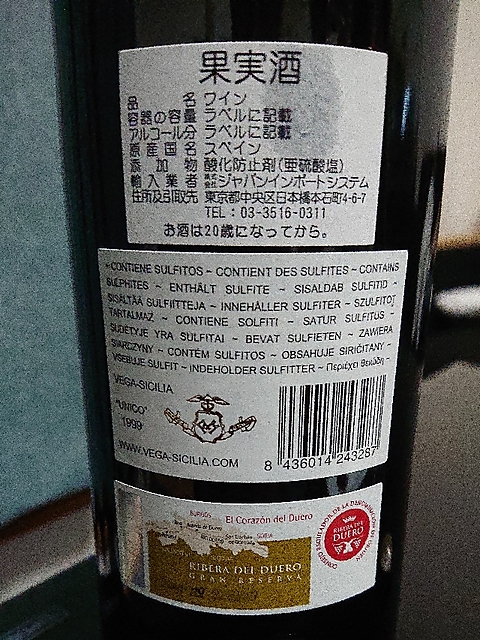 果実酒
品名 ワイン
容器の容量 ラベルに記載
アルコール分 ラベルに記載
原産国名 スペイン
添加物 酸化防止剤(亜硫酸塩)
輸入業者 株式会社ジャパンインポートシステム
住所及引取先 東京都中央区日本橋本石町4-6-7
TEL:03-3516-0311
お酒は20歳になってから。
~CONTIENE SULFITOS ~ CONTIENT DES SULFITES ~ CONTAINS
SULPHITES ~ ENTHÄLT SULFITE ~ SISALDAB SULFITID ~
SISÄLTÄÄ SULFIITTEJA ~ INNEHÅLLER SULFITER ~ SZULFITOT
TARTALMAZ ~ CONTIENE SOLFITI ~ SATUR SULFITUS ~
SUDĖTYJE YRA SULFITAI ~ BEVAT SULFIETEN ~ ZAWIERA
SIARCZYNY ~ CONTÉM SULFITOS ~ OBSAHUJE SIRIČITANY ~
VSEBUJE SULFIT ~ INDEHOLDER SULFITTER ~ Περιέχει θειώδη ~
VEGA-SICILIA
"UNICO"
1999
WWW.VEGA-SICILIA.COM
8 436014 243287
BURGOS
El Corazón del Duero
SORIA
RIBERA DEL DUERO
GRAN RESERVA
RIBERA DEL
DUERO